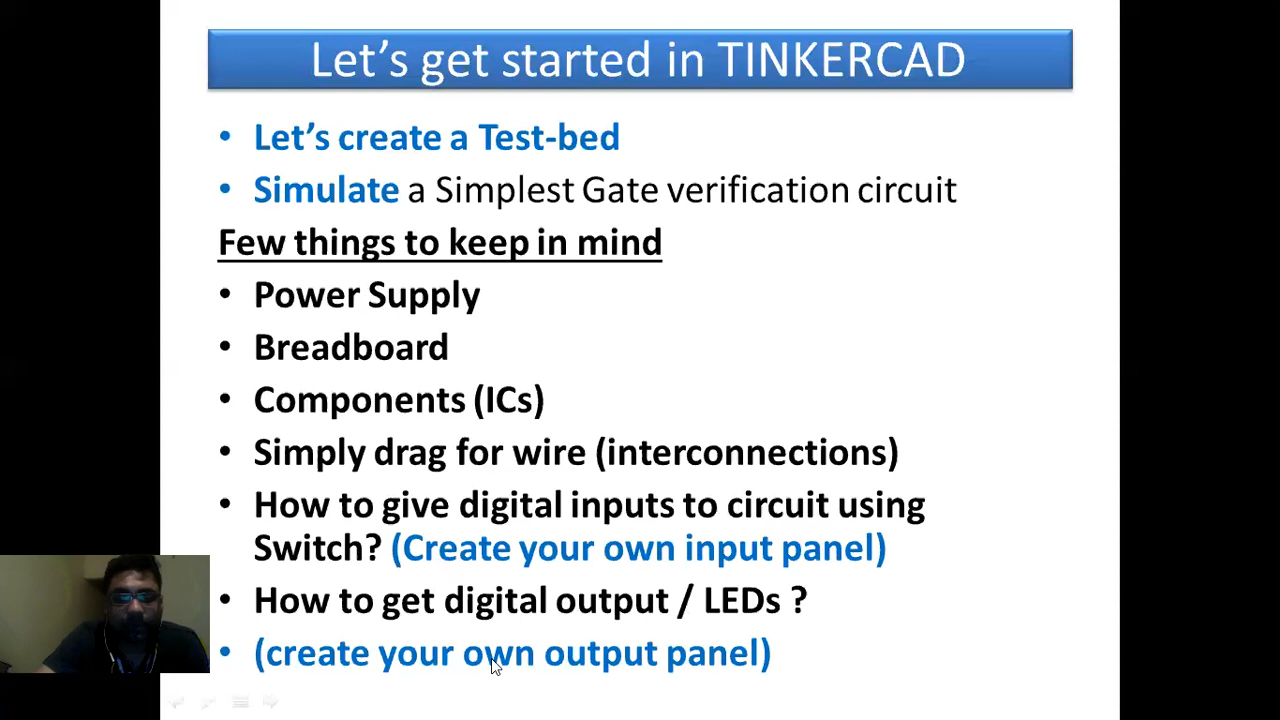 Let's get started in TINKERCAD
• Let's create a Test-bed
• Simulate a Simplest Gate verification circuit
Few things to keep in mind
• Power Supply
• Breadboard
• Components (ICs)
• Simply drag for wire (interconnections)
• How to give digital inputs to circuit using
Switch? (Create your own input panel)
• How to get digital output / LEDs ?
• (create your own output panel)